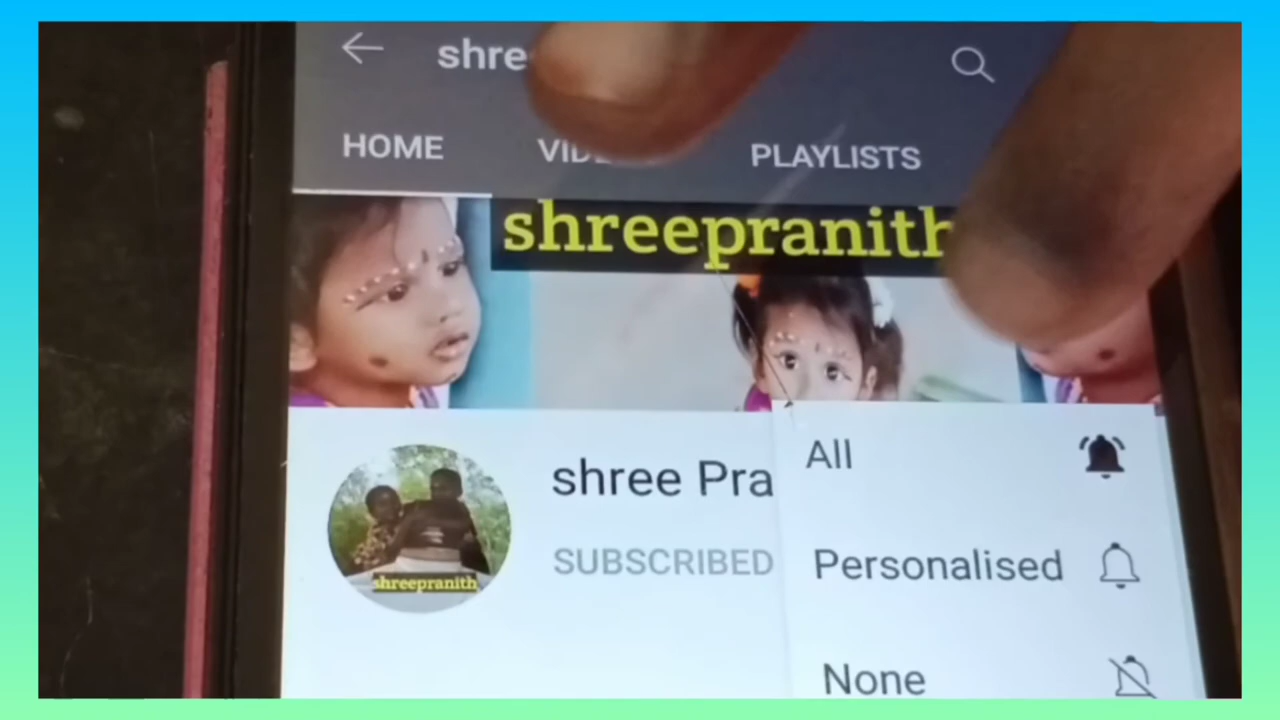 shre
HOME
PLAYLISTS
shreepranith
shree Pra
SUBSCRIBED
shreepranith
All
Personalised
None